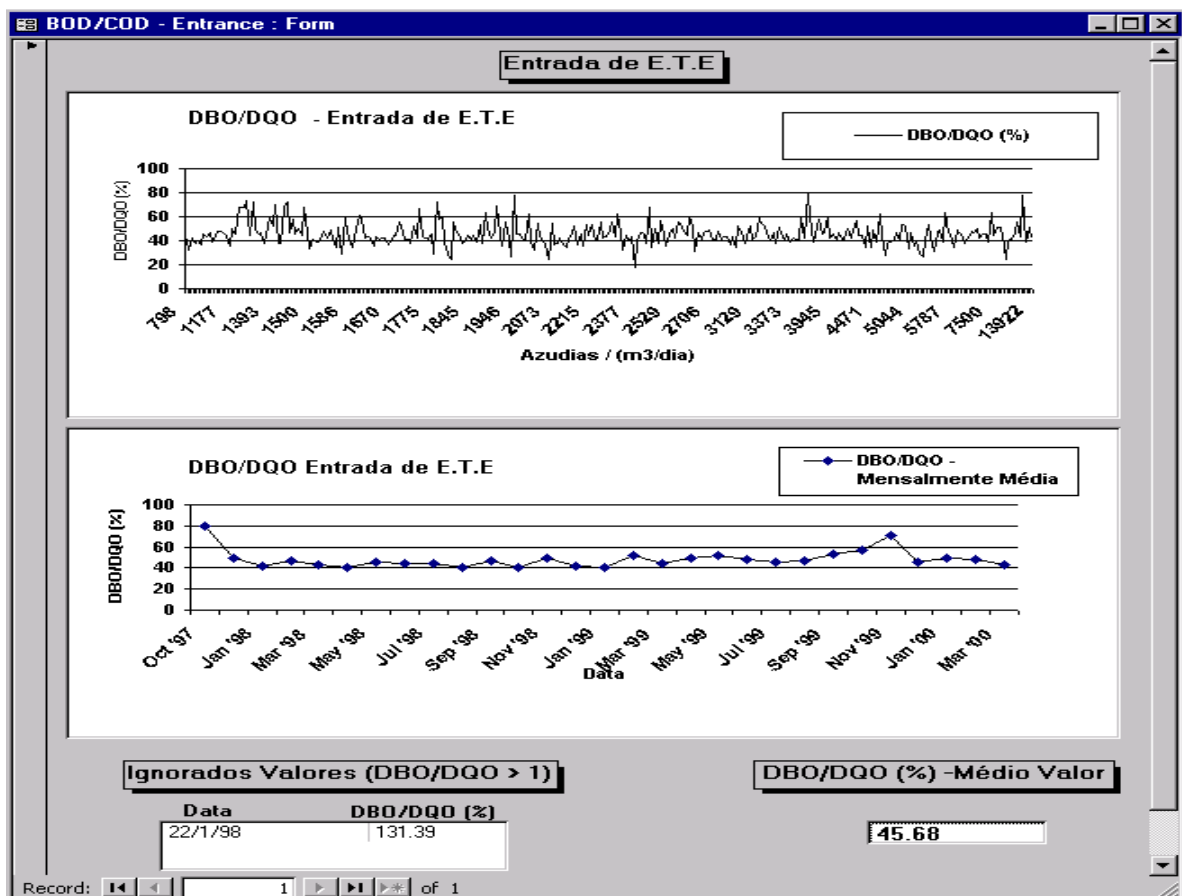 BOD/COD - Entrance : Form
Entrada de E.T.E
DBO/DQO - Entrada de E.T.E
DBO/DQO (%)
DBO/DQO (%)
100
80
60
40
20
0
798 1177 1393 1500 1586 1670 1775 1845 1946 2073 2215 2377 2529 2706 3129 3373 3945 4471 5044 5787 7500 13922
Azudias / (m3/dia)
DBO/DQO Entrada de E.T.E
DBO/DQO -
Mensalmente Média
DBO/DQO (%)
100
80
60
40
20
0
Oct '97 Jan '98 Mar '98 May '98 Jul '98 Sep '98 Nov '98 Jan '99 Mar '99 May '99 Jul '99 Sep '99 Nov '99 Jan '00 Mar '00
Data
Ignorados Valores (DBO/DQO > 1)
DBO/DQO (%) -Médio Valor
Data DBO/DQO (%)
22/1/98 131.39
45.68
Record: 1 of 1